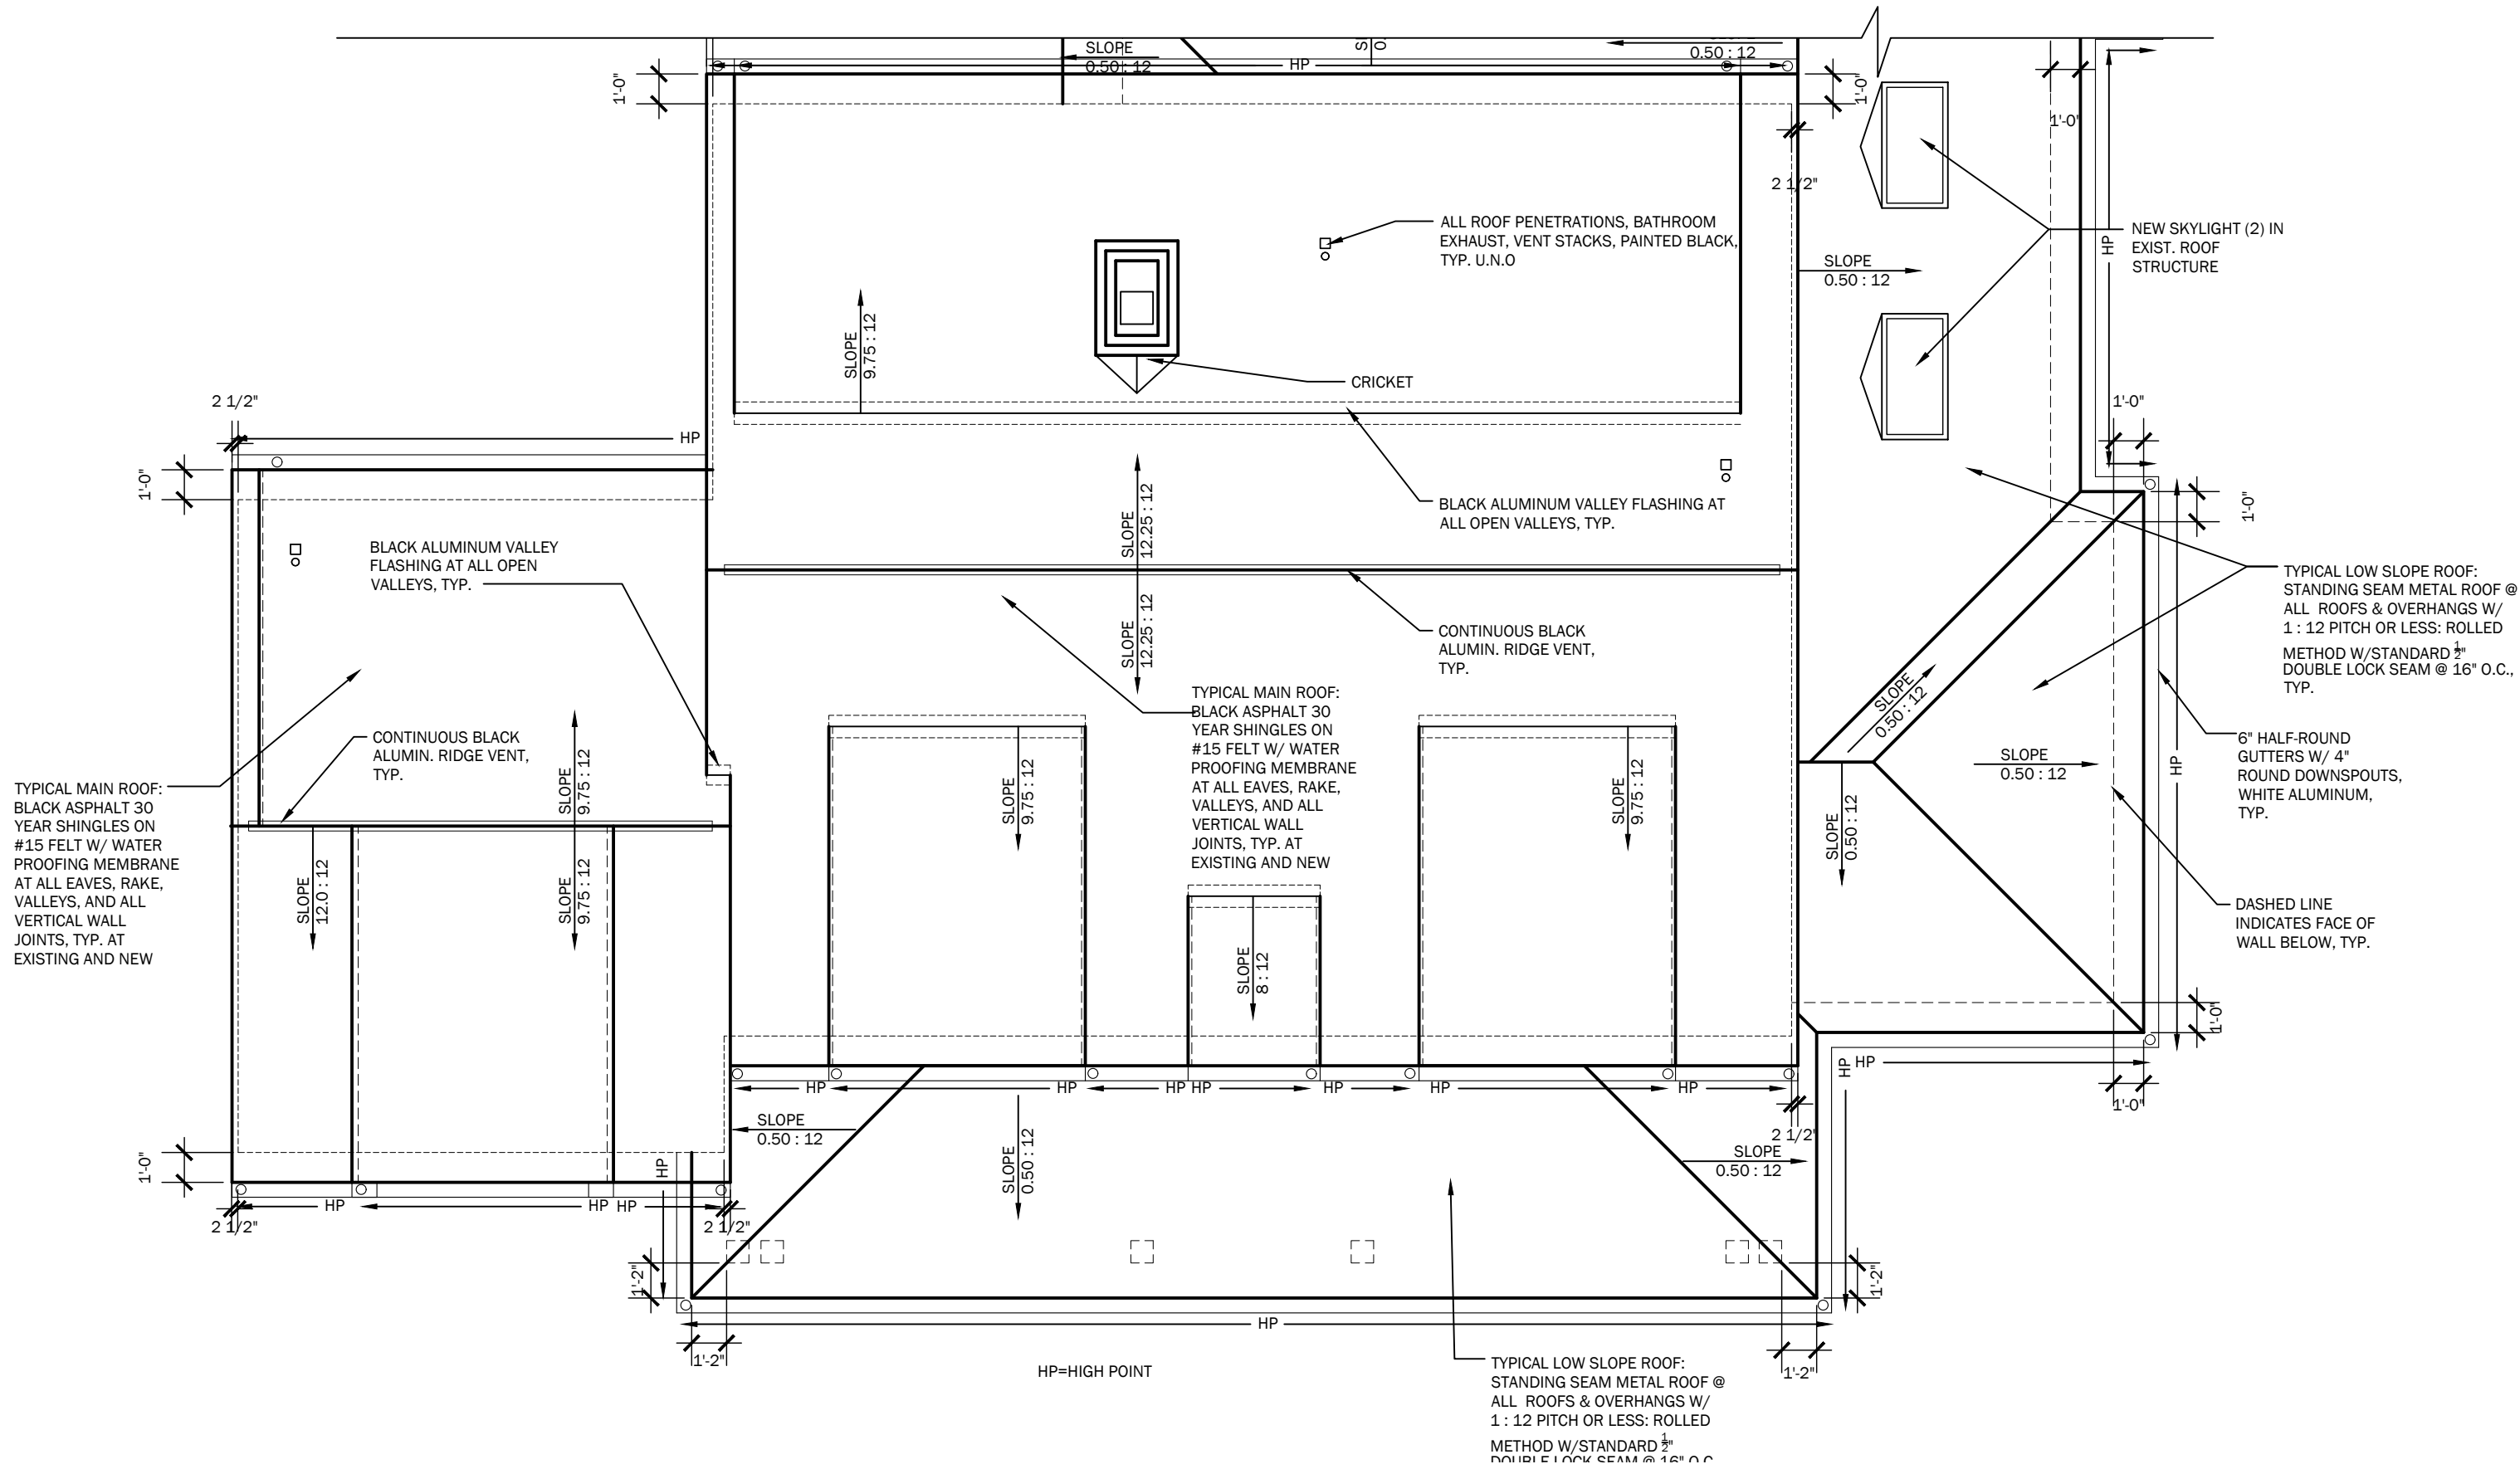 SLOPE
0.50 : 12
HP
0.50 : 12
1'-0"
1'-0"
1'-0"
2 1/2"
ALL ROOF PENETRATIONS, BATHROOM
EXHAUST, VENT STACKS, PAINTED BLACK,
TYP. U.N.O
NEW SKYLIGHT (2) IN
EXIST. ROOF
STRUCTURE
HP
SLOPE
0.50 : 12
SLOPE
9.75 : 12
CRICKET
2 1/2"
HP
1'-0"
1'-0"
1'-0"
BLACK ALUMINUM VALLEY FLASHING AT
ALL OPEN VALLEYS, TYP.
SLOPE
12.25 : 12
BLACK ALUMINUM VALLEY
FLASHING AT ALL OPEN
VALLEYS, TYP.
TYPICAL LOW SLOPE ROOF:
STANDING SEAM METAL ROOF @
ALL ROOFS & OVERHANGS W/
1 : 12 PITCH OR LESS: ROLLED
METHOD W/STANDARD 1/2"
DOUBLE LOCK SEAM @ 16" O.C.,
TYP.
SLOPE
12.25 : 12
CONTINUOUS BLACK
ALUMIN. RIDGE VENT,
TYP.
TYPICAL MAIN ROOF:
BLACK ASPHALT 30
YEAR SHINGLES ON
#15 FELT W/ WATER
PROOFING MEMBRANE
AT ALL EAVES, RAKE,
VALLEYS, AND ALL
VERTICAL WALL
JOINTS, TYP. AT
EXISTING AND NEW
SLOPE
0.50 : 12
CONTINUOUS BLACK
ALUMIN. RIDGE VENT,
TYP.
SLOPE
9.75 : 12
SLOPE
9.75 : 12
SLOPE
9.75 : 12
SLOPE
0.50 : 12
HP
6" HALF-ROUND
GUTTERS W/ 4"
ROUND DOWNSPOUTS,
WHITE ALUMINUM,
TYP.
TYPICAL MAIN ROOF:
BLACK ASPHALT 30
YEAR SHINGLES ON
#15 FELT W/ WATER
PROOFING MEMBRANE
AT ALL EAVES, RAKE,
VALLEYS, AND ALL
VERTICAL WALL
JOINTS, TYP. AT
EXISTING AND NEW
SLOPE
12.0 : 12
SLOPE
9.75 : 12
SLOPE
0.50 : 12
DASHED LINE
INDICATES FACE OF
WALL BELOW, TYP.
SLOPE
8 : 12
1'-0"
HP
HP
HP
HP
HP
HP
HP
HP
HP
HP
1'-0"
SLOPE
0.50 : 12
SLOPE
0.50 : 12
2 1/2"
SLOPE
0.50 : 12
1'-0"
HP
HP
HP
HP
2 1/2"
2 1/2"
1'-2"
1'-2"
HP
1'-2"
1'-2"
HP=HIGH POINT
TYPICAL LOW SLOPE ROOF:
STANDING SEAM METAL ROOF @
ALL ROOFS & OVERHANGS W/
1 : 12 PITCH OR LESS: ROLLED
METHOD W/STANDARD 1/2"
DOUBLE LOCK SEAM @ 16" O.C.